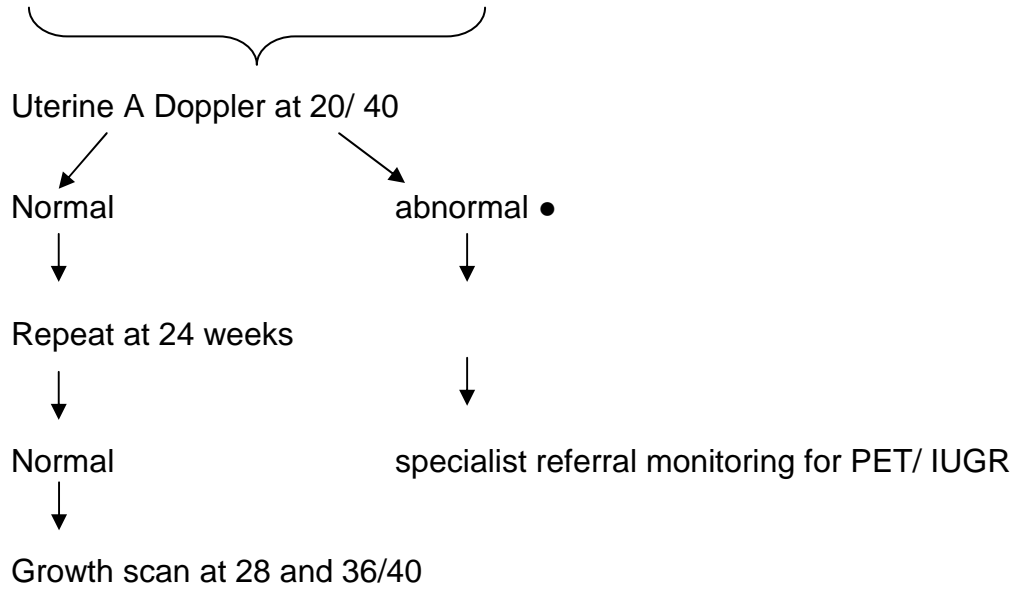 Uterine A Doppler at 20/ 40
Normal abnormal ●
Repeat at 24 weeks
Normal specialist referral monitoring for PET/ IUGR
Growth scan at 28 and 36/40